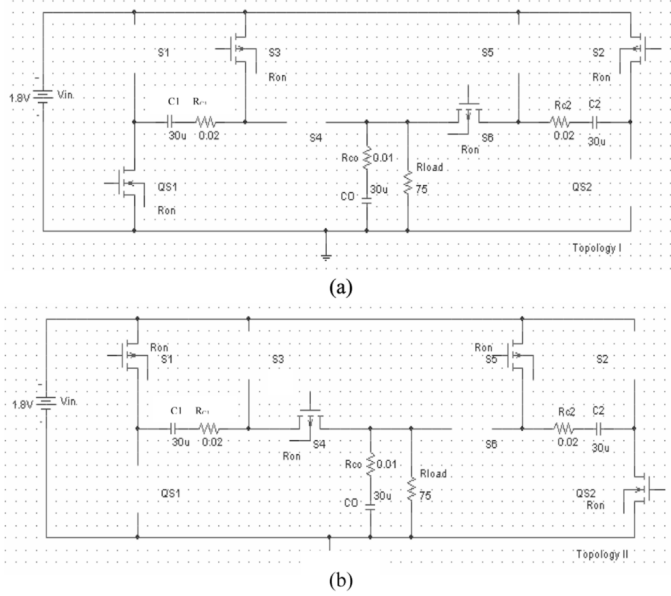 S1
S3
S5
S2
Ron
Ron
1.8V
Vin.
C1
Rc1
C2
Rc2
30u
0.02
0.02
30u
S4
S6
Ron
Rco
0.01
Rload
QS1
30u
CO
75
QS2
Ron
Topology I
(a)
Ron
S1
S3
Ron
S5
S2
1.8V
Vin.
C1
Rc1
Rc2
C2
30u
0.02
0.02
30u
S4
S6
Ron
Rco
0.01
Rload
QS1
30u
CO
75
QS2
Ron
Topology II
(b)